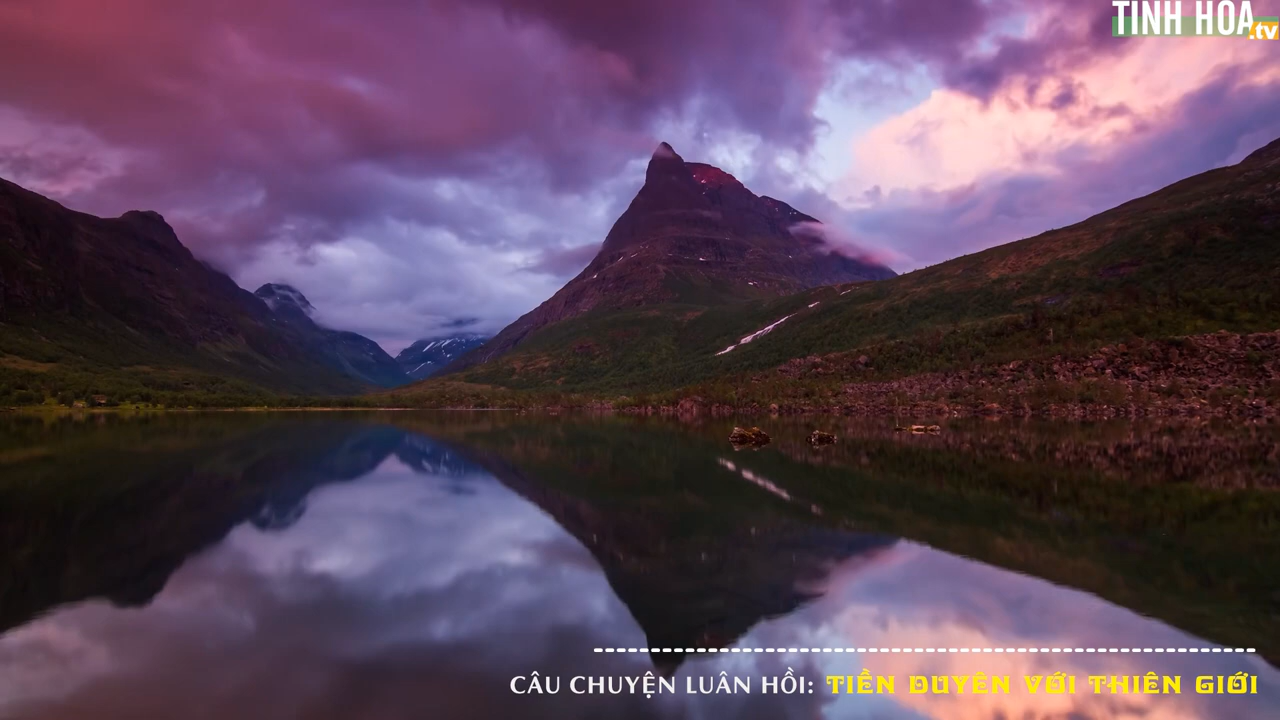 TINH HOA
.tv
CÂU CHUYỆN LUÂN HỒI: TIỀN DUYÊN VỚI THIÊN GIỚI